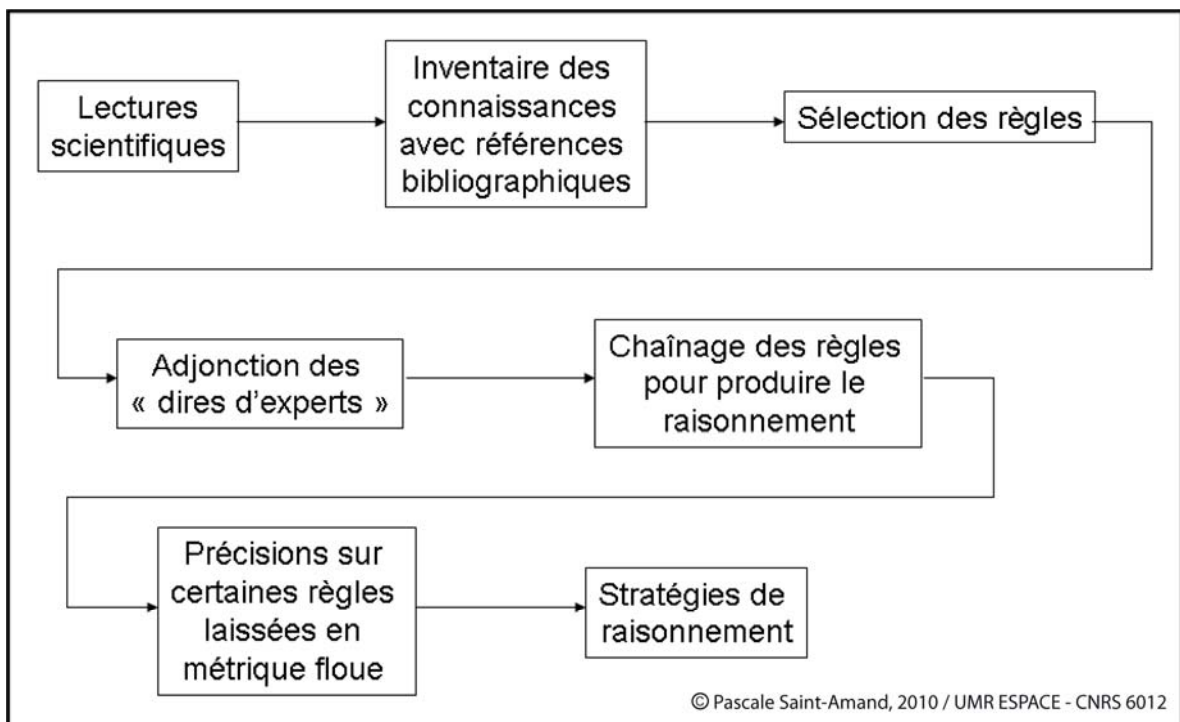 Lectures
scientifiques
Inventaire des
connaissances
avec références
bibliographiques
Sélection des règles
Adjonction des
« dires d'experts »
Chaînage des règles
pour produire le
raisonnement
Précisions sur
certaines règles
laissées en
métrique floue
Stratégies de
raisonnement
© Pascale Saint-Amand, 2010 / UMR ESPACE - CNRS 6012